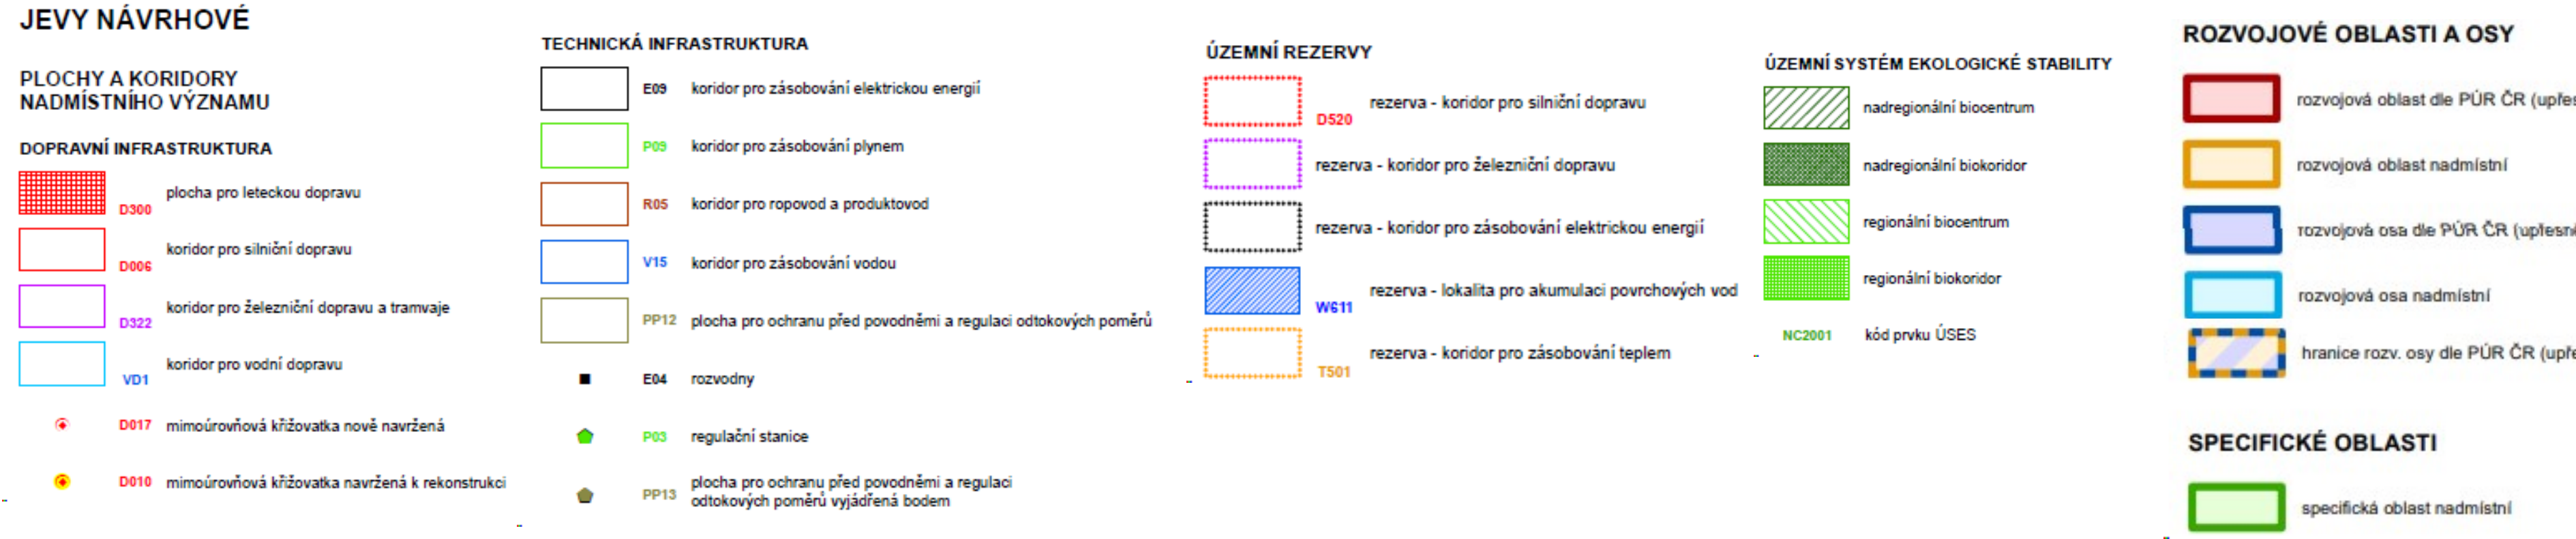 JEVY NÁVRHOVÉ
PLOCHY A KORIDORY
NADMÍSTNÍHO VÝZNAMU
DOPRAVNÍ INFRASTRUKTURA
D300 plocha pro leteckou dopravu
D006 koridor pro silniční dopravu
D322 koridor pro železniční dopravu a tramvaje
VD1 koridor pro vodní dopravu
D017 mimoúrovňová křižovatka nově navržená
D010 mimoúrovňová křižovatka navržená k rekonstrukci
TECHNICKÁ INFRASTRUKTURA
E09 koridor pro zásobování elektrickou energií
P09 koridor pro zásobování plynem
R05 koridor pro ropovod a produktovod
V15 koridor pro zásobování vodou
PP12 plocha pro ochranu před povodněmi a regulaci odtokových poměrů
E04 rozvodny
P03 regulační stanice
PP13 plocha pro ochranu před povodněmi a regulaci
odtokových poměrů vyjádřená bodem
ÚZEMNÍ REZERVY
D520 rezerva - koridor pro silniční dopravu
rezerva - koridor pro železniční dopravu
rezerva - koridor pro zásobování elektrickou energií
W611 rezerva - lokalita pro akumulaci povrchových vod
T501 rezerva - koridor pro zásobování teplem
ÚZEMNÍ SYSTÉM EKOLOGICKÉ STABILITY
nadregionální biocentrum
nadregionální biokoridor
regionální biocentrum
regionální biokoridor
NC2001 kód prvku ÚSES
ROZVOJOVÉ OBLASTI A OSY
rozvojová oblast dle PÚR ČR (upřes
rozvojová oblast nadmístní
rozvojová osa dle PÚR ČR (upřesn
rozvojová osa nadmístní
hranice rozv. osy dle PÚR ČR (upř
SPECIFICKÉ OBLASTI
specifická oblast nadmístní